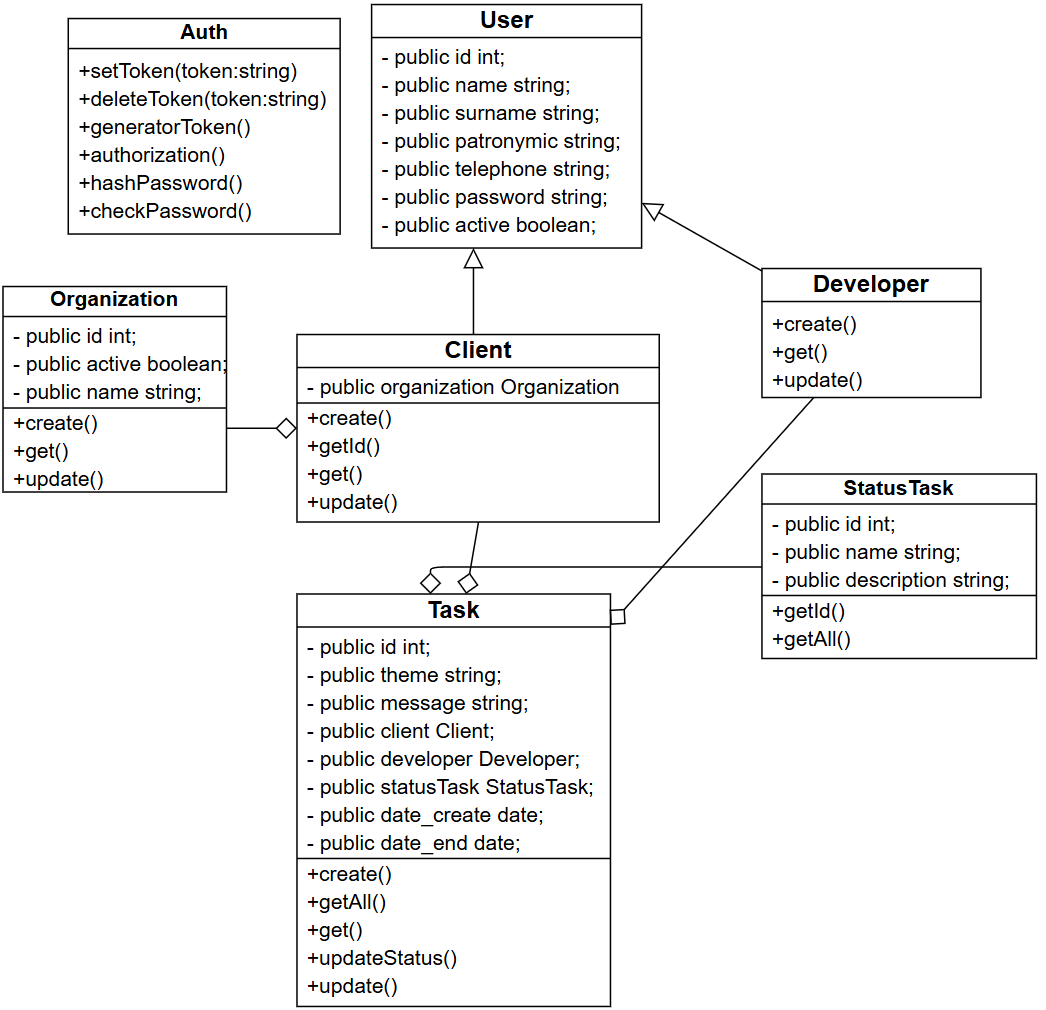 Auth
+setToken(token:string)
+deleteToken(token:string)
+generatorToken()
+authorization()
+hashPassword()
+checkPassword()
User
- public id int;
- public name string;
- public surname string;
- public patronymic string;
- public telephone string;
- public password string;
- public active boolean;
Organization
- public id int;
- public active boolean;
- public name string;
+create()
+get()
+update()
Client
- public organization Organization
+create()
+getId()
+get()
+update()
Developer
+create()
+get()
+update()
StatusTask
- public id int;
- public name string;
- public description string;
+getId()
+getAll()
Task
- public id int;
- public theme string;
- public message string;
- public client Client;
- public developer Developer;
- public statusTask StatusTask;
- public date_create date;
- public date_end date;
+create()
+getAll()
+get()
+updateStatus()
+update()